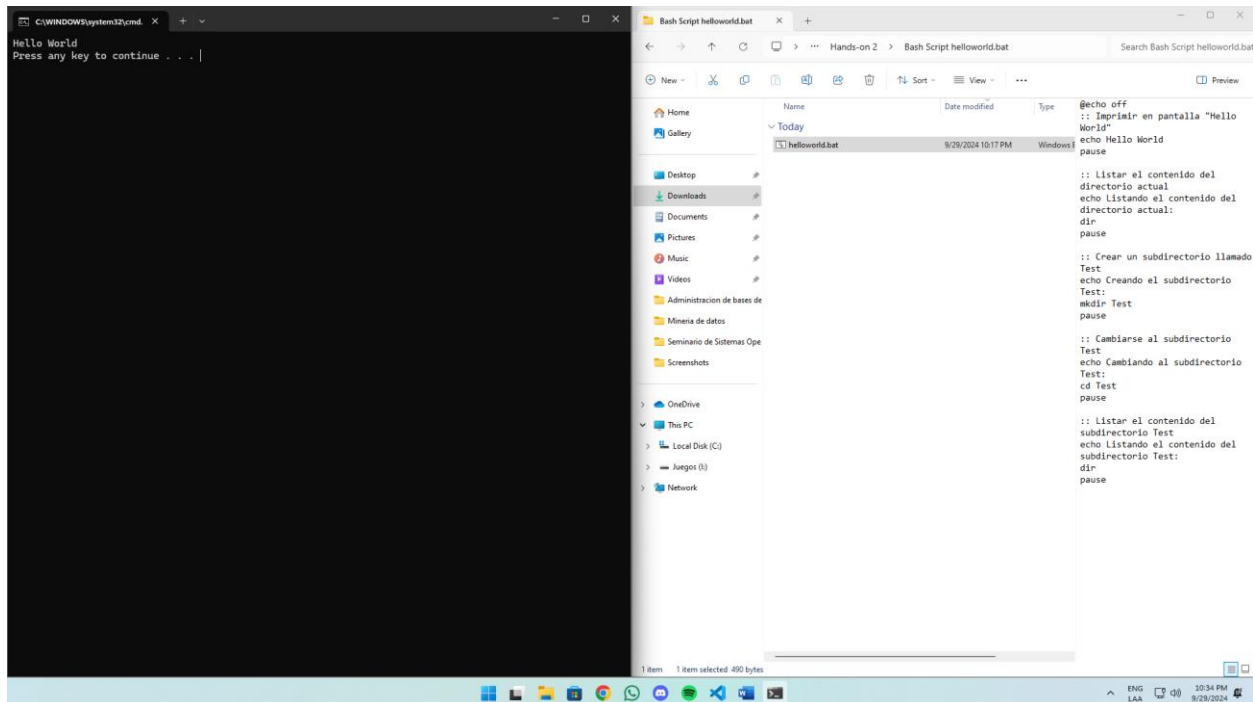 C:\WINDOWS\system32\cmd.
Hello World
Press any key to continue . . .
Bash Script helloworld.bat
Hands-on 2 > Bash Script helloworld.bat
Search Bash Script helloworld.bat
New
Sort
View
Preview
Home
Gallery
Desktop
Downloads
Documents
Pictures
Music
Videos
Administracion de bases de
Mineria de datos
Seminario de Sistemas Ope
Screenshots
OneDrive
This PC
Local Disk (C:)
Juegos (I:)
Network
Name Date modified Type
Today
helloworld.bat 9/29/2024 10:17 PM Windows
@echo off
:: Imprimir en pantalla "Hello
World"
echo Hello World
pause
:: Listar el contenido del
directorio actual
echo Listando el contenido del
directorio actual:
dir
pause
:: Crear un subdirectorio llamado
Test
echo Creando el subdirectorio
Test:
mkdir Test
pause
:: Cambiarse al subdirectorio
Test
echo Cambiando al subdirectorio
Test:
cd Test
pause
:: Listar el contenido del
subdirectorio Test
echo Listando el contenido del
subdirectorio Test:
dir
pause
1 item 1 item selected 490 bytes
ENG
LAA
10:34 PM
9/29/2024